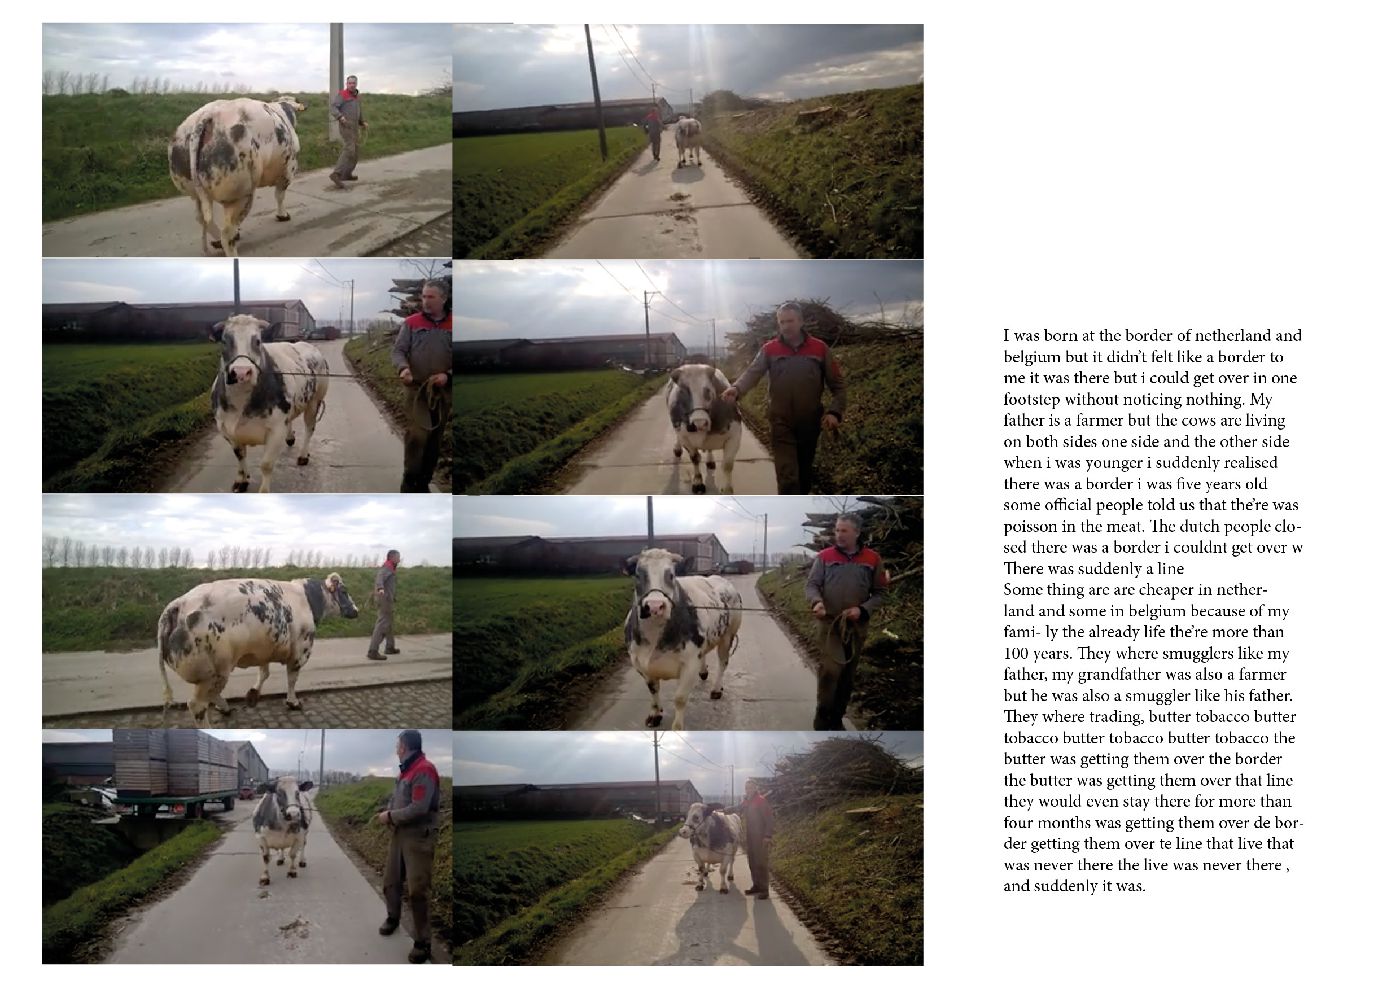 I was born at the border of netherland and
belgium but it didn't felt like a border to
me it was there but i could get over in one
footstep without noticing nothing. My
father is a farmer but the cows are living
on both sides one side and the other side
when i was younger i suddenly realised
there was a border i was five years old
some official people told us that the're was
poisson in the meat. The dutch people clo-
sed there was a border i couldnt get over w
There was suddenly a line
Some thing are are cheaper in nether-
land and some in belgium because of my
fami- ly the already life the're more than
100 years. They where smugglers like my
father, my grandfather was also a farmer
but he was also a smuggler like his father.
They where trading, butter tobacco butter
tobacco butter tobacco butter tobacco the
butter was getting them over the border
the butter was getting them over that line
they would even stay there for more than
four months was getting them over de bor-
der getting them over te line that live that
was never there the live was never there ,
and suddenly it was.